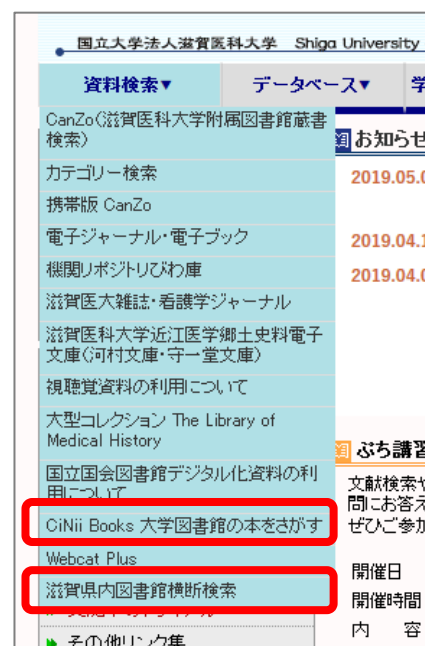 国立大学法人滋賀医科大学 Shiga University
資料検索▼ データベース▼ 学
CanZo(滋賀医科大学附属図書館蔵書
検索)
カテゴリー検索
携帯版 CanZo
電子ジャーナル・電子ブック
機関リポジトリびわ庫
滋賀医大雑誌・看護学ジャーナル
滋賀医科大学近江医学郷土史料電子
文庫(河村文庫・守一堂文庫)
視聴覚資料の利用について
大型コレクション The Library of
Medical History
国立国会図書館デジタル化資料の利
用について
CiNii Books 大学図書館の本をさがす
Webcat Plus
滋賀県内図書館横断検索
その他リンク集
お知らせ
2019.05.0
2019.04.1
2019.04.0
ぷち講習
文献検索や
問にお答え
ぜひご参加
開催日
開催時間
内 容